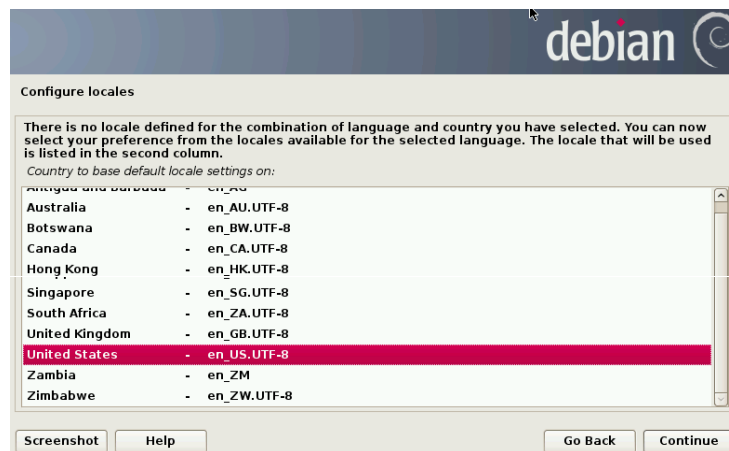 debian
Configure locales
There is no locale defined for the combination of language and country you have selected. You can now
select your preference from the locales available for the selected language. The locale that will be used
is listed in the second column.
Country to base default locale settings on:
Antigua and Barbuda - en_AG
Australia - en_AU.UTF-8
Botswana - en_BW.UTF-8
Canada - en_CA.UTF-8
Hong Kong - en_HK.UTF-8
Singapore - en_SG.UTF-8
South Africa - en_ZA.UTF-8
United Kingdom - en_GB.UTF-8
United States - en_US.UTF-8
Zambia - en_ZM
Zimbabwe - en_ZW.UTF-8
Screenshot Help Go Back Continue